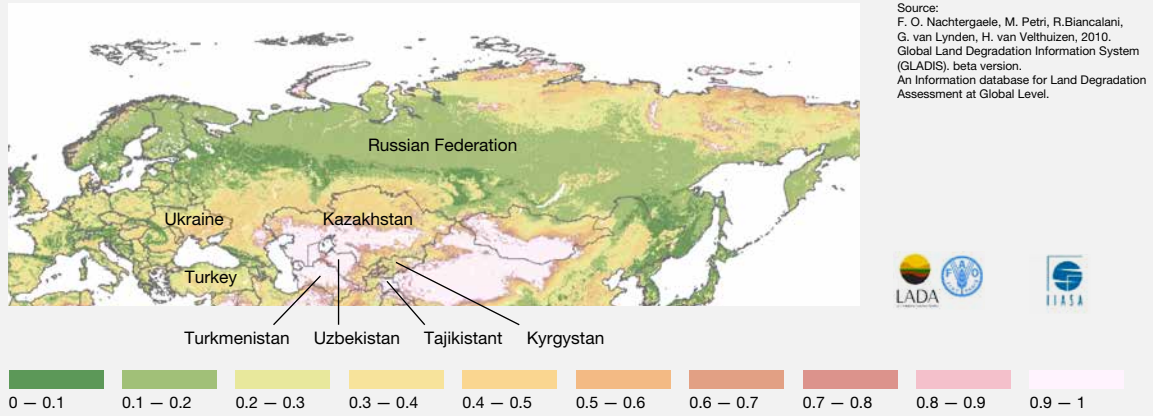 Source:
F. O. Nachtergaele, M. Petri, R.Biancalani,
G. van Lynden, H. van Velthuizen, 2010.
Global Land Degradation Information System
(GLADIS). beta version.
An Information database for Land Degradation
Assessment at Global Level.
Russian Federation
Ukraine
Kazakhstan
Turkey
LADA
FAO
IIASA
Turkmenistan
Uzbekistan
Tajikistant
Kyrgystan
0 — 0.1
0.1 — 0.2
0.2 — 0.3
0.3 — 0.4
0.4 — 0.5
0.5 — 0.6
0.6 — 0.7
0.7 — 0.8
0.8 — 0.9
0.9 — 1